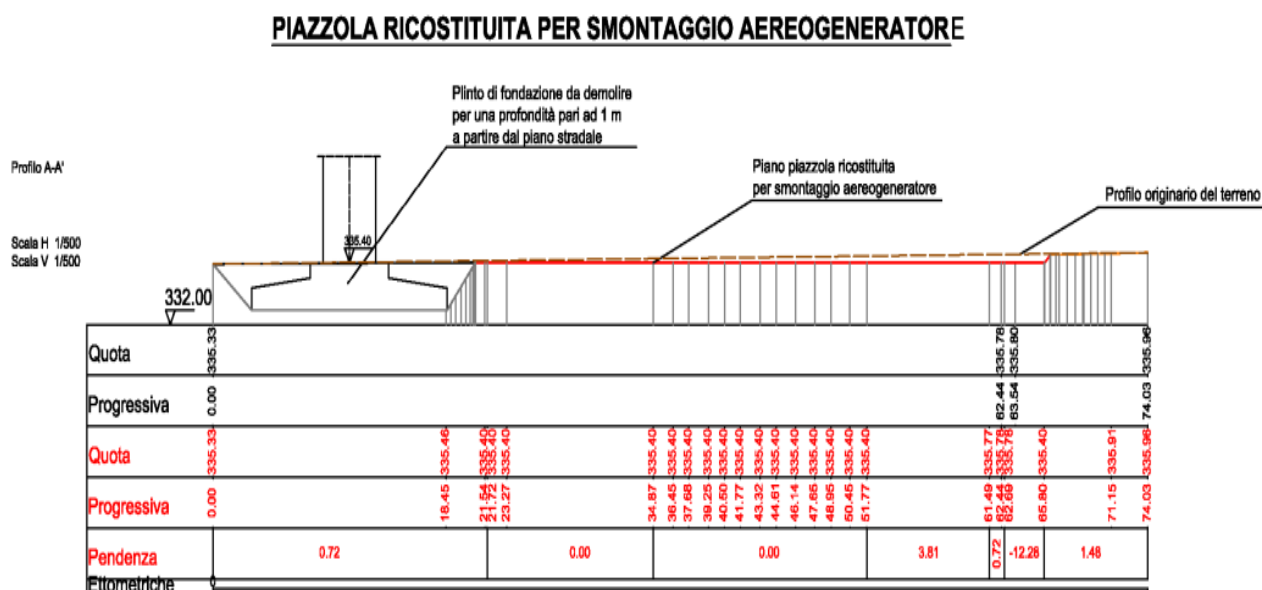 PIAZZOLA RICOSTITUITA PER SMONTAGGIO AEREOGENERATORE
Plinto di fondazione da demolire
per una profondità pari ad 1 m
a partire dal piano stradale
Profilo A-A'
Piano piazzola ricostituita
per smontaggio aereogeneratore
Profilo originario del terreno
Scala H 1/500
Scala V 1/500
335.40
332.00
Quota 335.33 335.78 335.80 335.96
Progressiva 0.00 62.44 63.54 74.03
Quota 335.33 335.46 335.40 335.40 335.40 335.40 335.40 335.40 335.40 335.40 335.40 335.40 335.40 335.40 335.40 335.40 335.40 335.40 335.77 335.78 335.78 335.40 335.91 335.96
Progressiva 0.00 18.45 21.54 21.72 23.27 34.87 36.45 37.68 39.25 40.50 41.77 43.32 44.61 46.14 47.65 48.95 50.45 51.77 61.49 62.44 62.69 65.80 71.15 74.03
Pendenza 0.72 0.00 0.00 3.81 0.72 -12.28 1.48
Ettometriche 0